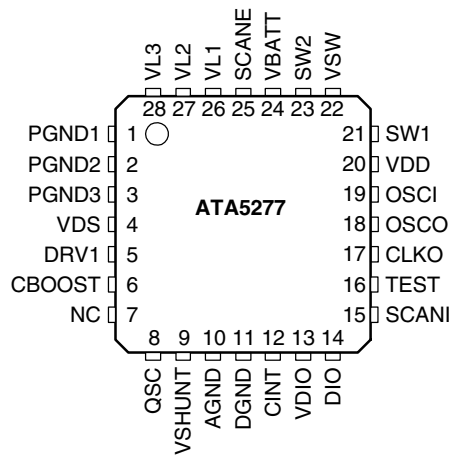 VL3 VL2 VL1 SCANE VBATT SW2 VSW
28 27 26 25 24 23 22
PGND1 1 21 SW1
PGND2 2 20 VDD
PGND3 3 19 OSCI
VDS 4 ATA5277 18 OSCO
DRV1 5 17 CLKO
CBOOST 6 16 TEST
NC 7 15 SCANI
8 9 10 11 12 13 14
QSC VSHUNT AGND DGND CINT VDIO DIO